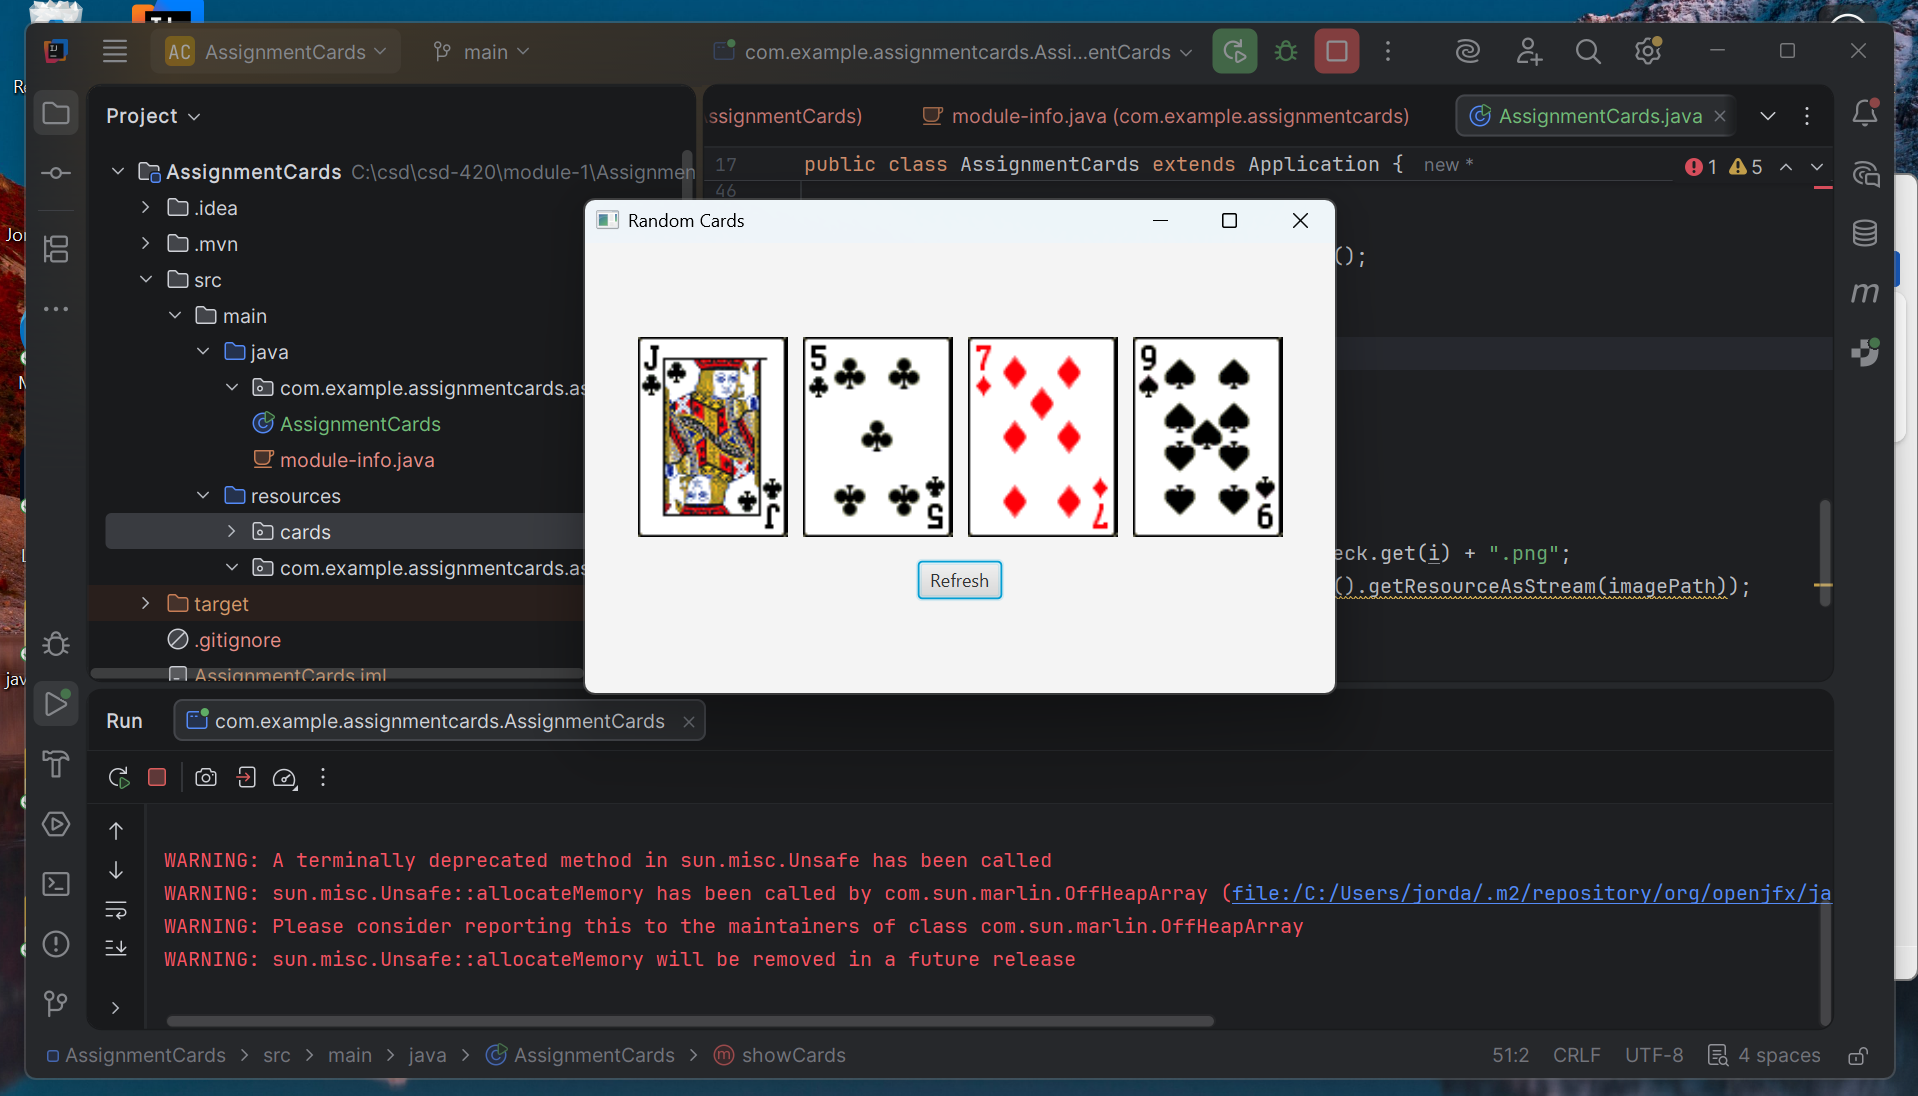 AC AssignmentCards main com.example.assignmentcards.Assi...entCards
Project
ssignmentCards) module-info.java (com.example.assignmentcards) AssignmentCards.java
AssignmentCards C:\csd\csd-420\module-1\Assignmen
17 public class AssignmentCards extends Application { new * 1 5
46
.idea
.mvn
src
main
java
com.example.assignmentcards.as
AssignmentCards
module-info.java
resources
cards
com.example.assignmentcards.as
target
.gitignore
AssignmentCards.iml
Random Cards
();
J 5 7 9
J 5 7 9
Refresh
eck.get(i) + ".png";
().getResourceAsStream(imagePath));
Run com.example.assignmentcards.AssignmentCards
WARNING: A terminally deprecated method in sun.misc.Unsafe has been called
WARNING: sun.misc.Unsafe::allocateMemory has been called by com.sun.marlin.OffHeapArray (file:/C:/Users/jorda/.m2/repository/org/openjfx/ja
WARNING: Please consider reporting this to the maintainers of class com.sun.marlin.OffHeapArray
WARNING: sun.misc.Unsafe::allocateMemory will be removed in a future release
AssignmentCards > src > main > java > AssignmentCards > m showCards 51:2 CRLF UTF-8 4 spaces